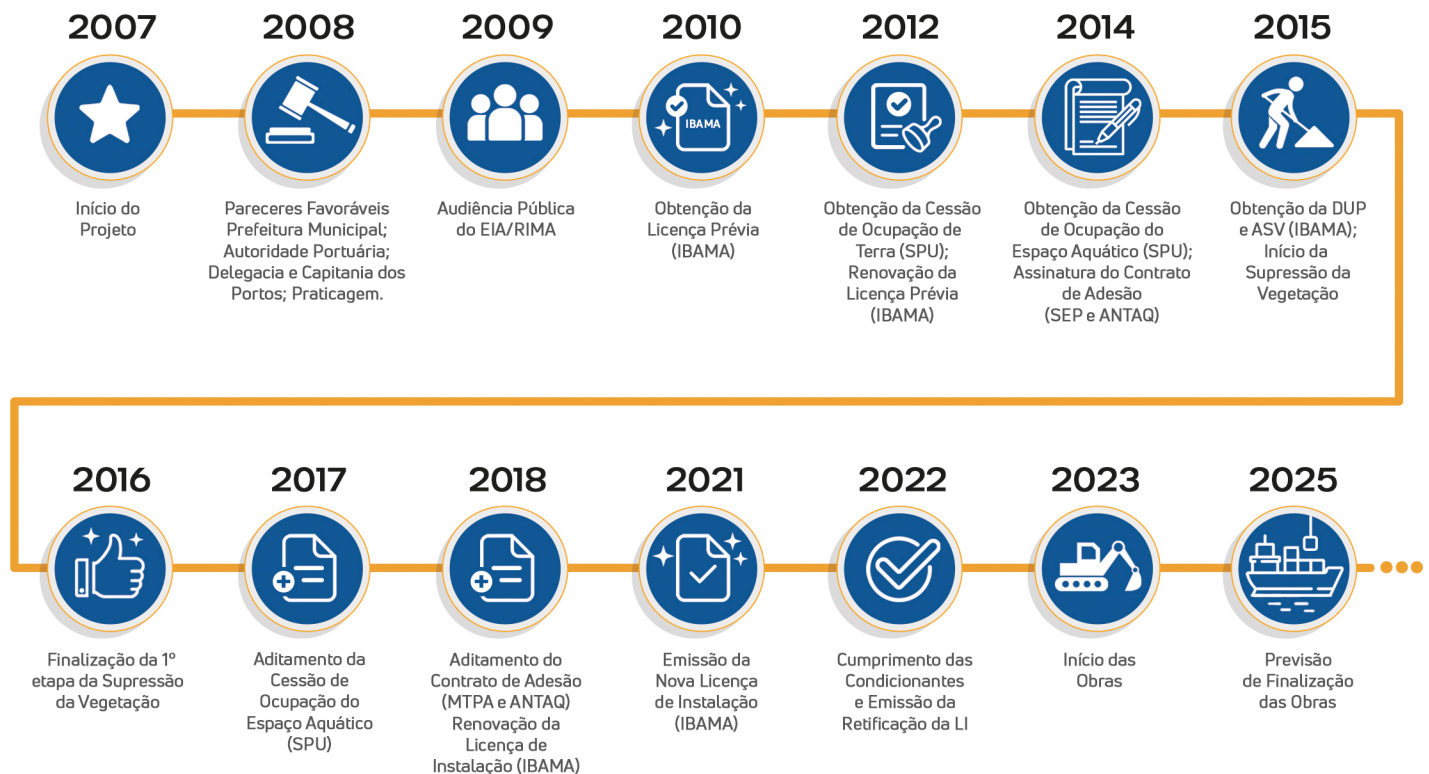 2007
Início do
Projeto
2008
Pareceres Favoráveis
Prefeitura Municipal;
Autoridade Portuária;
Delegacia e Capitania dos
Portos; Praticagem.
2009
Audiência Pública
do EIA/RIMA
2010
IBAMA
Obtenção da
Licença Prévia
(IBAMA)
2012
Obtenção da Cessão
de Ocupação de
Terra (SPU);
Renovação da
Licença Prévia
(IBAMA)
2014
Obtenção da Cessão
de Ocupação do
Espaço Aquático (SPU);
Assinatura do Contrato
de Adesão
(SEP e ANTAQ)
2015
Obtenção da DUP
e ASV (IBAMA);
Início da
Supressão da
Vegetação
2016
Finalização da 1º
etapa da Supressão
da Vegetação
2017
Aditamento da
Cessão de
Ocupação do
Espaço Aquático
(SPU)
2018
Aditamento do
Contrato de Adesão
(MTPA e ANTAQ)
Renovação da
Licença de
Instalação (IBAMA)
2021
Emissão da
Nova Licença
de Instalação
(IBAMA)
2022
Cumprimento das
Condicionantes
e Emissão da
Retificação da LI
2023
Início das
Obras
2025
Previsão
de Finalização
das Obras